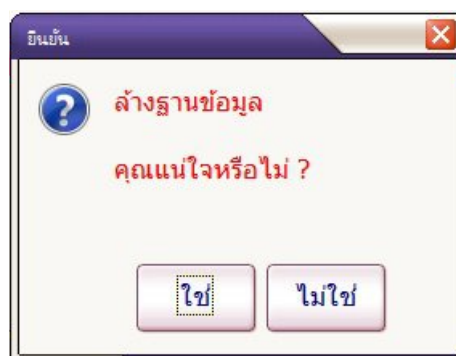 ยืนยัน
ล้างฐานข้อมูล
คุณแน่ใจหรือไม่ ?
ใช่
ไม่ใช่